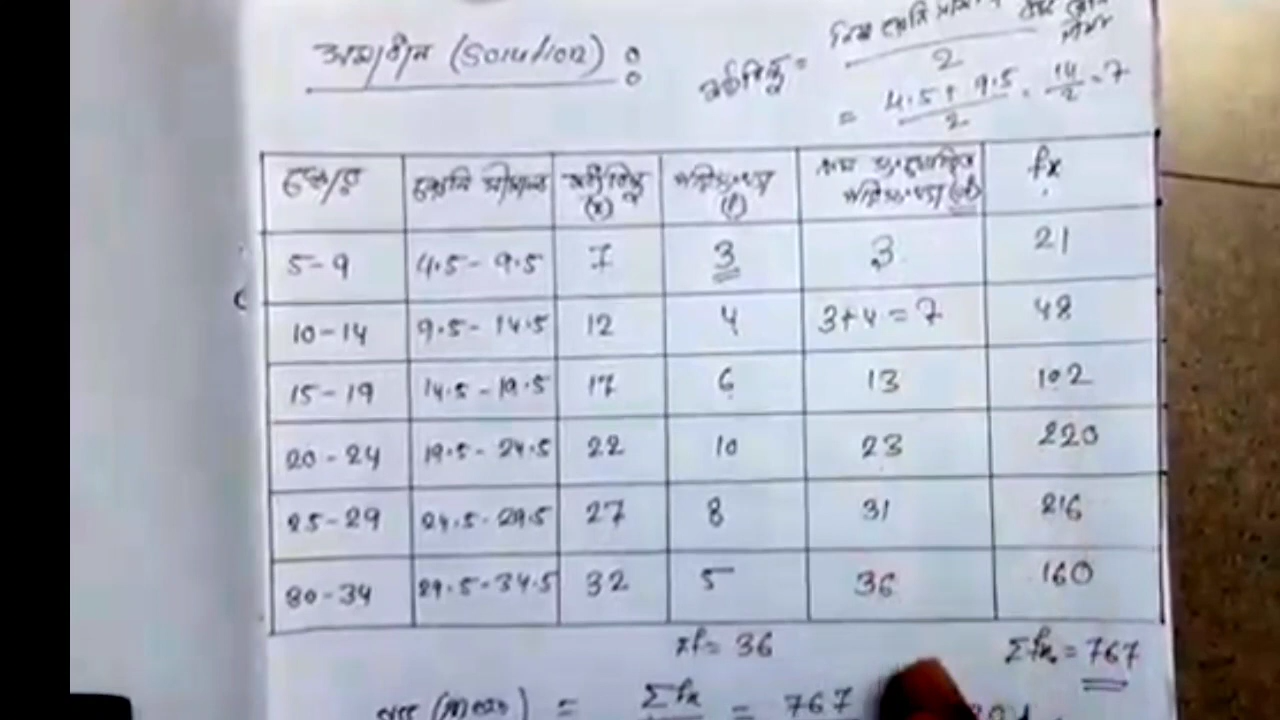 সমাধান (Solution) :
মধ্যবিন্দু =
2
= 4.5 + 9.5 / 2 = 14/2 = 7
স্কোর শ্রেণি সীমানা মধ্যবিন্দু (x) পরিসংখ্যা (f) ক্রম যৌগিক পরিসংখ্যা (cf) fx
5-9 4.5-9.5 7 3 3 21
10-14 9.5-14.5 12 4 3+4=7 48
15-19 14.5-19.5 17 6 13 102
20-24 19.5-24.5 22 10 23 220
25-29 24.5-29.5 27 8 31 216
30-34 29.5-34.5 32 5 36 160
Σf= 36 Σfx = 767
(Mean) = Σfx = 767